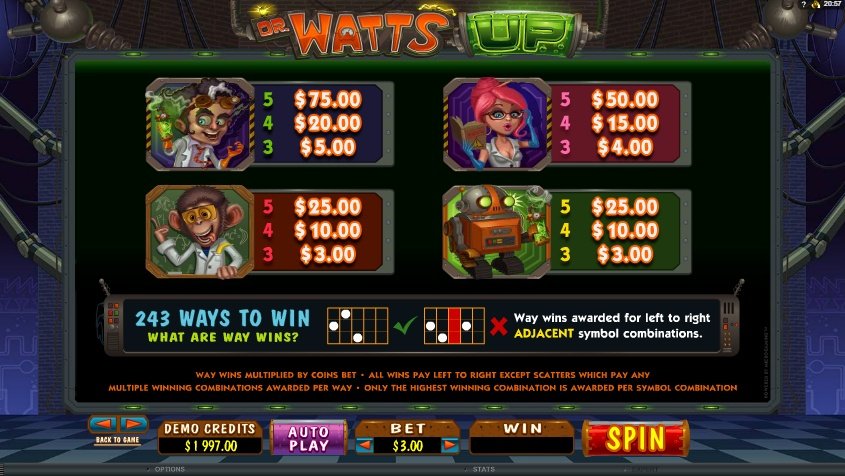 ? 20:57
DR. WATTS UP
5 $75.00
4 $20.00
3 $5.00
5 $50.00
4 $15.00
3 $4.00
5 $25.00
4 $10.00
3 $3.00
5 $25.00
4 $10.00
3 $3.00
243 WAYS TO WIN
WHAT ARE WAY WINS?
Way wins awarded for left to right
ADJACENT symbol combinations.
WAY WINS MULTIPLIED BY COINS BET • ALL WINS PAY LEFT TO RIGHT EXCEPT SCATTERS WHICH PAY ANY
MULTIPLE WINNING COMBINATIONS AWARDED PER WAY • ONLY THE HIGHEST WINNING COMBINATION IS AWARDED PER SYMBOL COMBINATION
BACK TO GAME
DEMO CREDITS
$1 997.00
AUTO
PLAY
BET
$3.00
WIN
SPIN
OPTIONS
STATS
EXPERT